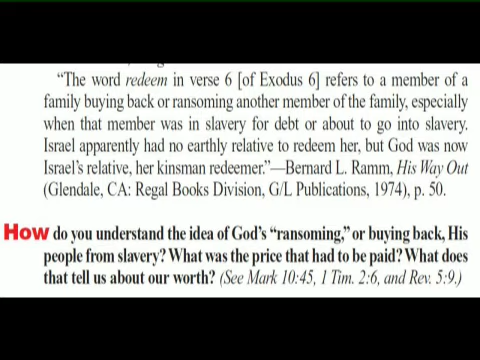 “The word redeem in verse 6 [of Exodus 6] refers to a member of a
family buying back or ransoming another member of the family, especially
when that member was in slavery for debt or about to go into slavery.
Israel apparently had no earthly relative to redeem her, but God was now
Israel’s relative, her kinsman redeemer.”—Bernard L. Ramm, His Way Out
(Glendale, CA: Regal Books Division, G/L Publications, 1974), p. 50.
How do you understand the idea of God’s “ransoming,” or buying back, His
people from slavery? What was the price that had to be paid? What does
that tell us about our worth? (See Mark 10:45, 1 Tim. 2:6, and Rev. 5:9.)